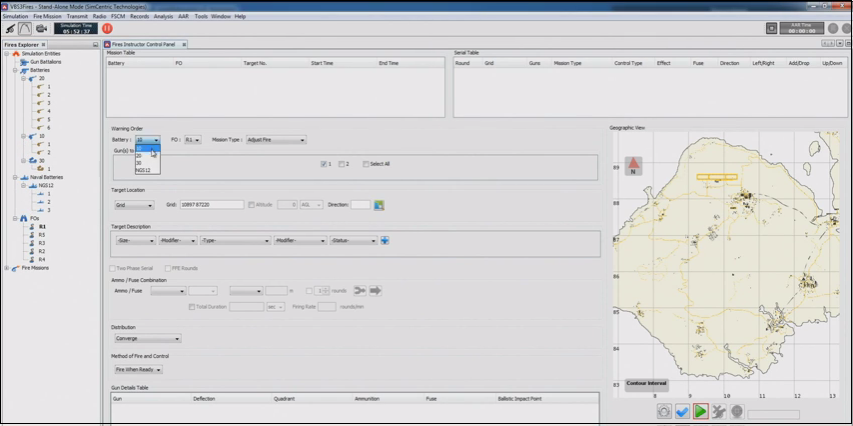 VBS3Fires - Stand-Alone Mode (SimCentric Technologies)
Simulation Fire Mission Transmit Radio FSCM Records Analysis AAR Tools Window Help
Simulation Time
05:52:37
AAR Time
00:00:00
Fires Explorer
Fires Instructor Control Panel
Simulation Entities
Gun Battalions
Batteries
20
1
2
3
4
5
6
10
1
2
30
1
Naval Batteries
NGS12
1
2
3
FOs
R1
R5
R3
R2
R4
Fire Missions
Mission Table
Battery FO Target No. Start Time End Time
Serial Table
Round Grid Guns Mission Type Control Type Effect Fuse Direction Left/Right Add/Drop Up/Down
Warning Order
Battery: 10 FO: R1 Mission Type: Adjust Fire
20
30
NGS12
Gun(s) to
1 2 Select All
Target Location
Grid Grid: 10897:87220 Altitude 0 AGL Direction:
Target Description
-Size- -Modifier- -Type- -Modifier- -Status-
Two Phase Serial FFE Rounds
Ammo / Fuse Combination
Ammo / Fuse m 1 rounds
Total Duration sec Firing Rate rounds/min
Distribution
Converge
Method of Fire and Control
Fire When Ready
Gun Details Table
Gun Deflection Quadrant Ammunition Fuse Ballistic Impact Point
Geographic View
N
88
87
86
85
84
83
8 9 10 11 12 13
Contour Interval